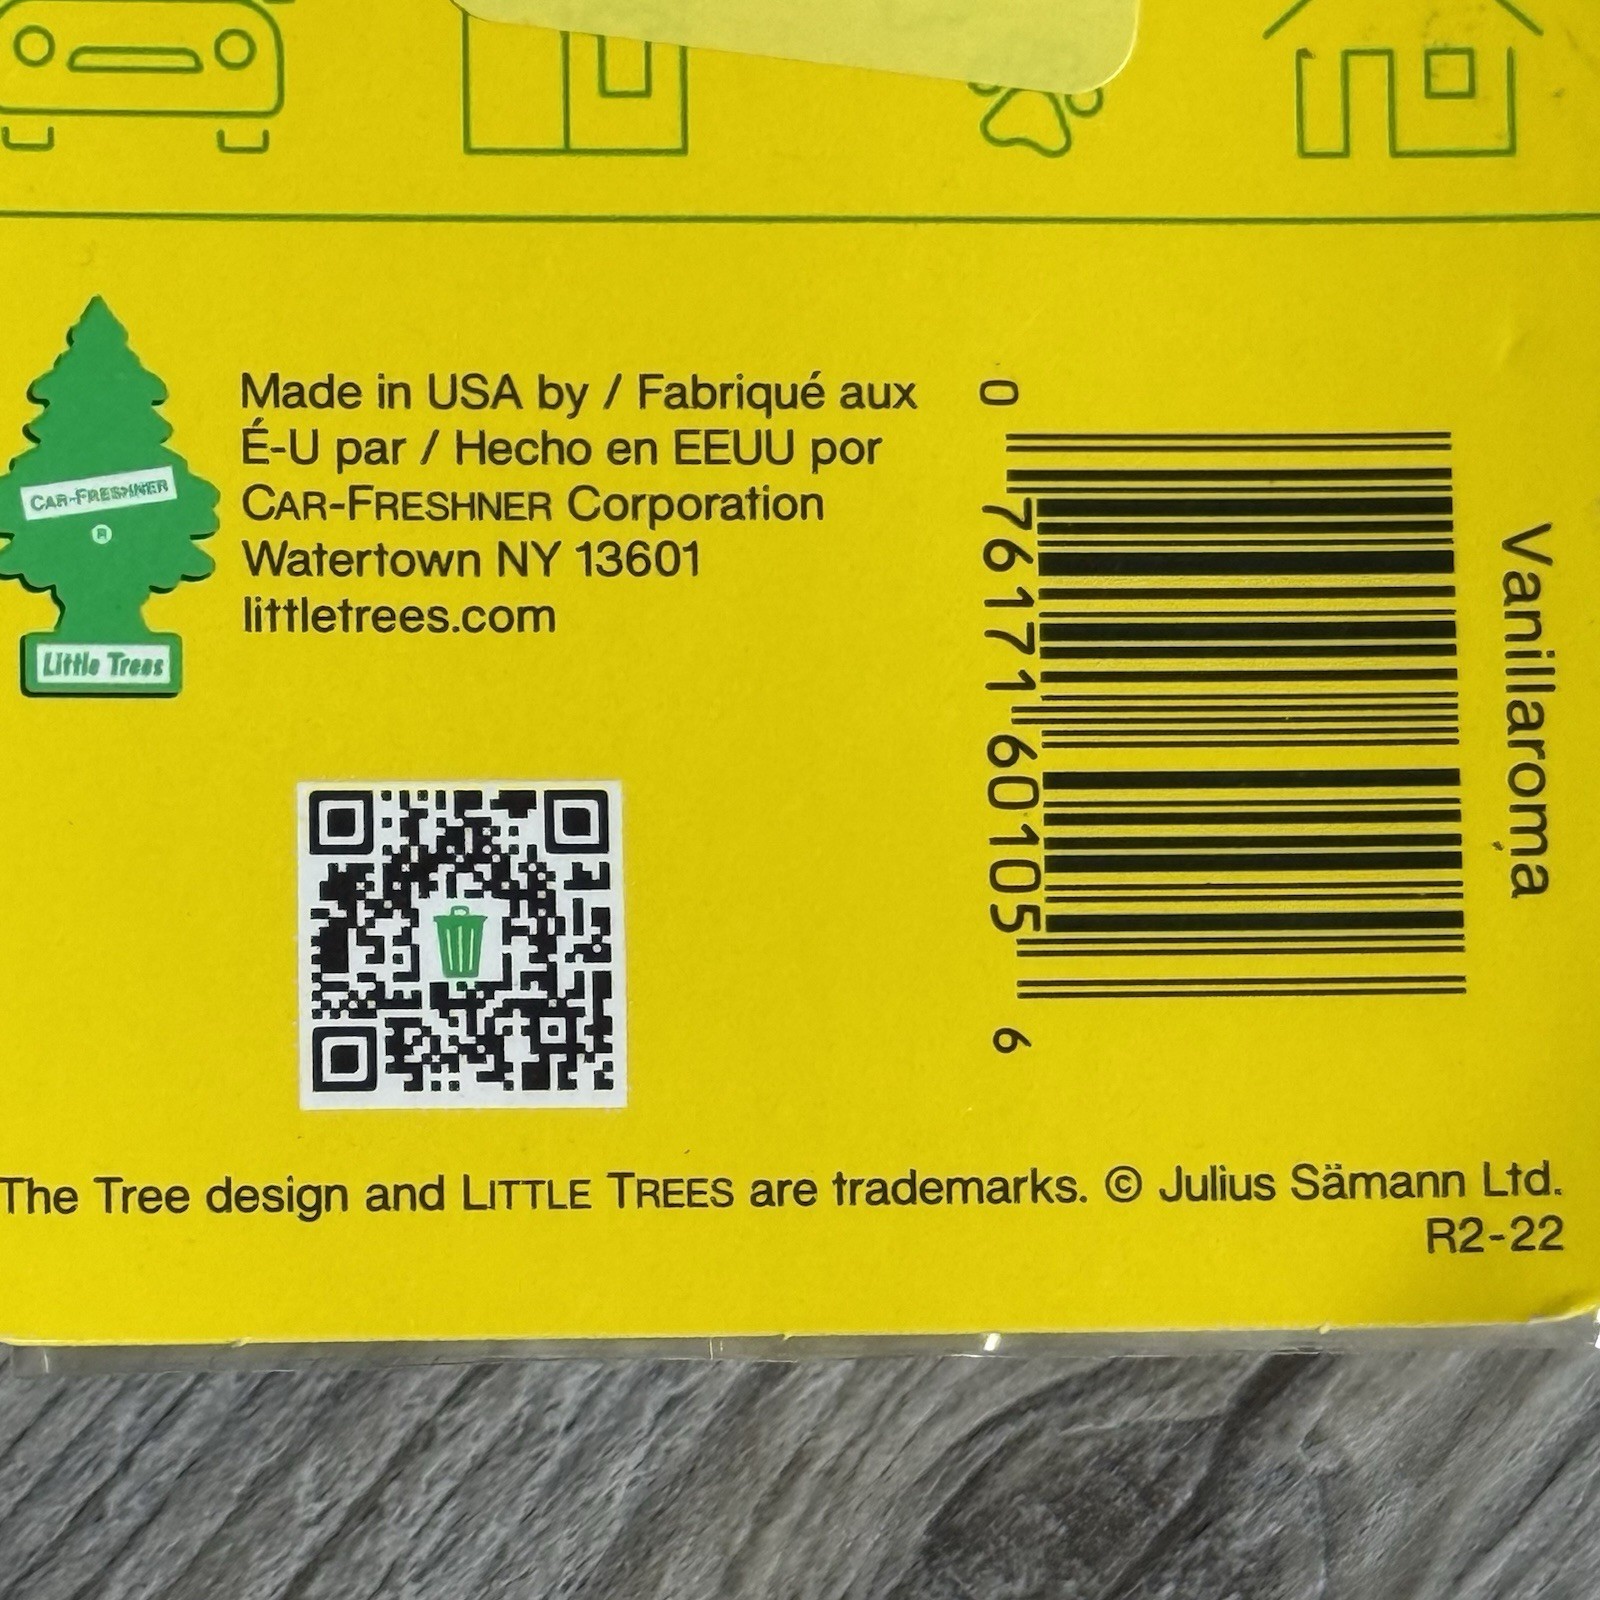 CAR-FRESHNER
®
Little Trees
Made in USA by / Fabriqué aux
É-U par / Hecho en EEUU por
CAR-FRESHNER Corporation
Watertown NY 13601
littletrees.com
0 76171 60105 6
Vanillaroma
The Tree design and LITTLE TREES are trademarks. © Julius Sämann Ltd.
R2-22